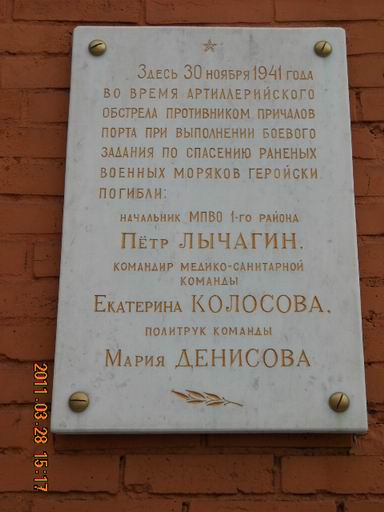 Здесь 30 ноября 1941 года
во время артиллерийского
обстрела противником причалов
порта при выполнении боевого
задания по спасению раненых
военных моряков геройски
погибли:
начальник МПВО 1-го района
Пётр ЛЫЧАГИН.
командир медико-санитарной
команды
Екатерина КОЛОСОВА.
политрук команды
Мария ДЕНИСОВА
2011.03.28 15:17